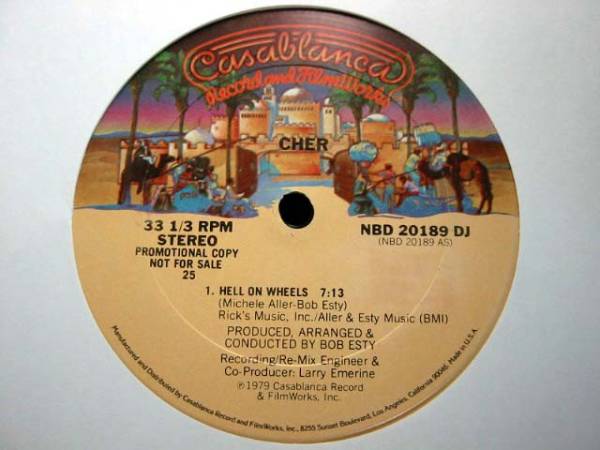 Casablanca
Record and FilmWorks
CHER
33 1/3 RPM
STEREO
PROMOTIONAL COPY
NOT FOR SALE
25
NBD 20189 DJ
(NBD 20189 AS)
1. HELL ON WHEELS 7:13
(Michele Aller-Bob Esty)
Rick's Music, Inc./Aller & Esty Music (BMI)
PRODUCED, ARRANGED &
CONDUCTED BY BOB ESTY
Recording/Re-Mix Engineer &
Co-Producer: Larry Emerine
℗1979 Casablanca Record
& FilmWorks, Inc.
Manufactured and Distributed by Casablanca Record and FilmWorks, Inc., 8255 Sunset Boulevard, Los Angeles, California 90046. Made in U.S.A.